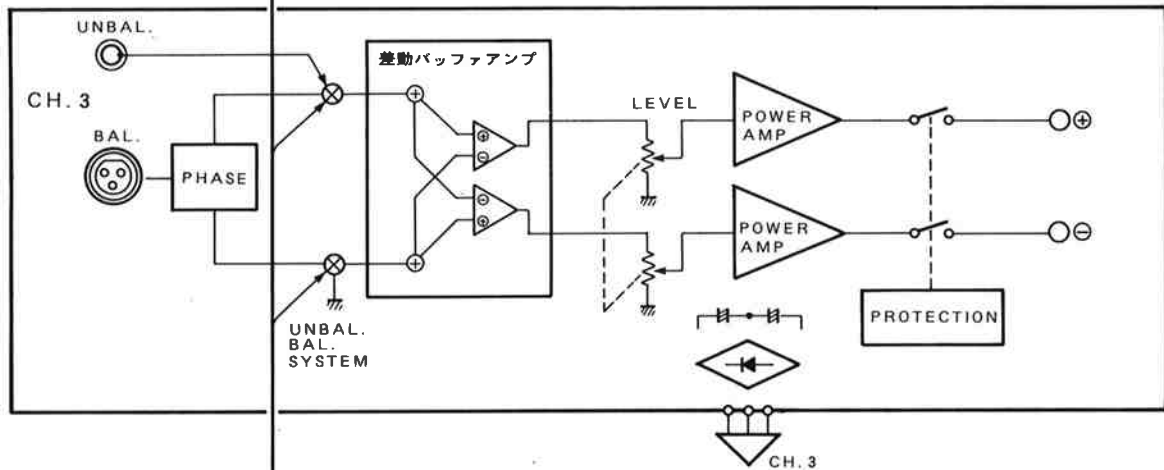 UNBAL.
CH.3
BAL.
PHASE
UNBAL.
BAL.
SYSTEM
差動バッファアンプ
⊕
⊖
⊖
⊕
LEVEL
POWER
AMP
POWER
AMP
⊕
⊖
PROTECTION
CH.3